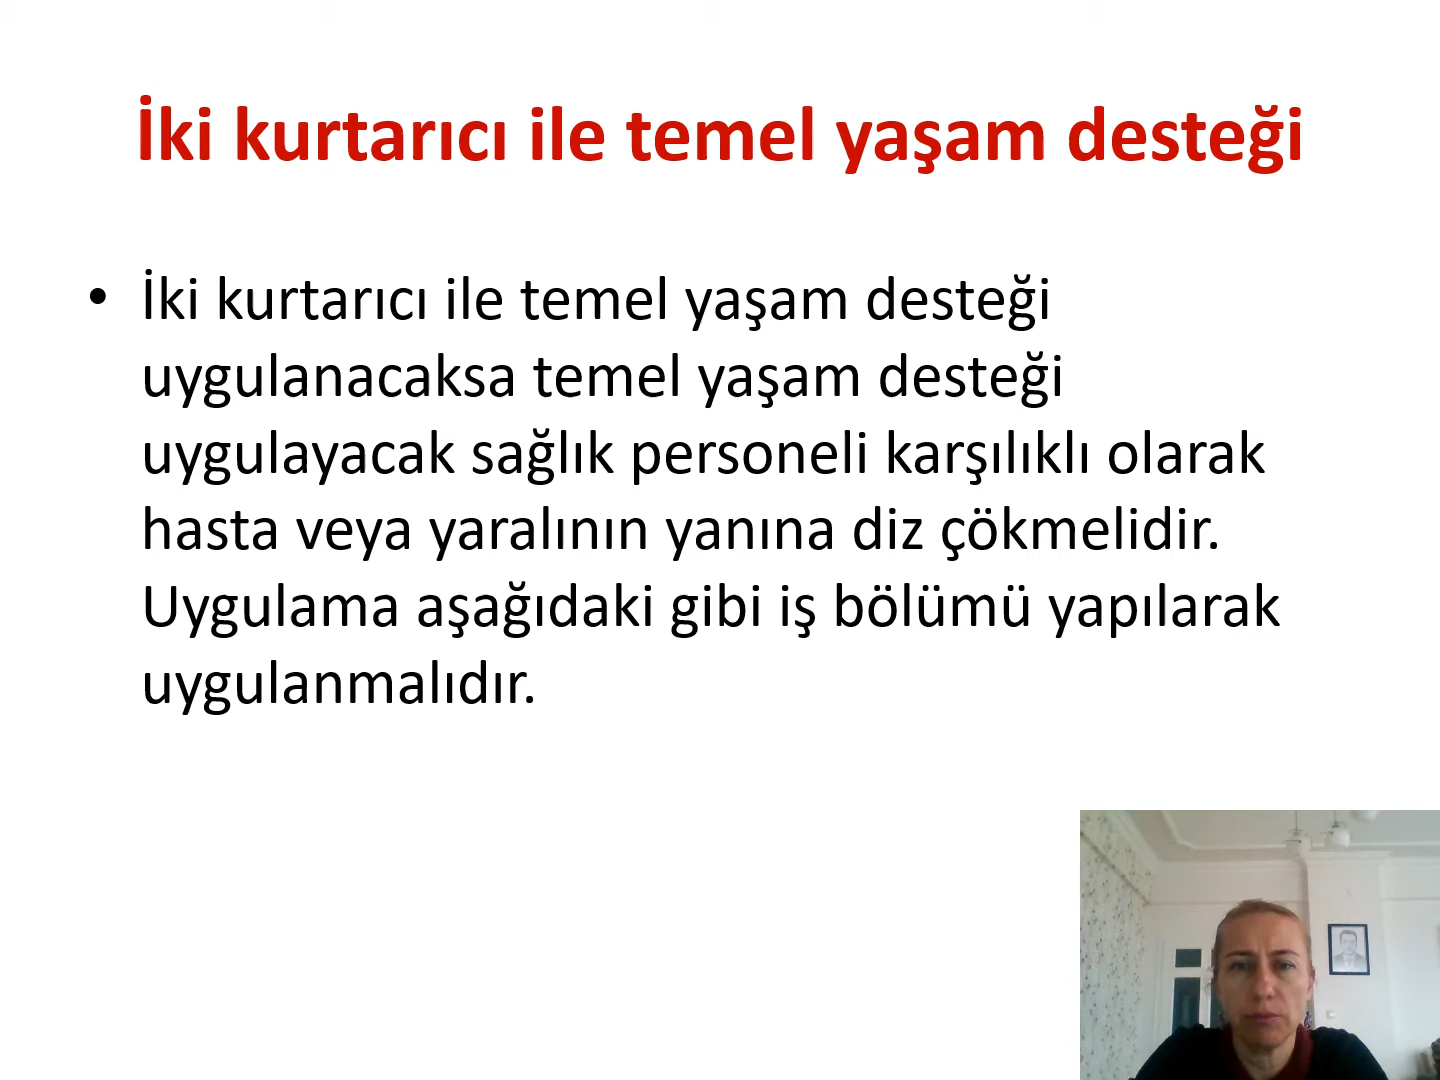 İki kurtarıcı ile temel yaşam desteği
• İki kurtarıcı ile temel yaşam desteği
uygulanacaksa temel yaşam desteği
uygulayacak sağlık personeli karşılıklı olarak
hasta veya yaralının yanına diz çökmelidir.
Uygulama aşağıdaki gibi iş bölümü yapılarak
uygulanmalıdır.